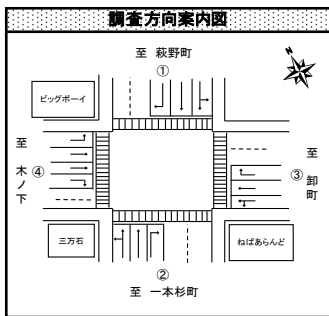 調査方向案内図
至 萩野町
①
N
ビッグボーイ
至 木ノ下
④
③
至 卸町
三万石
ねばあらんど
②
至 一本杉町